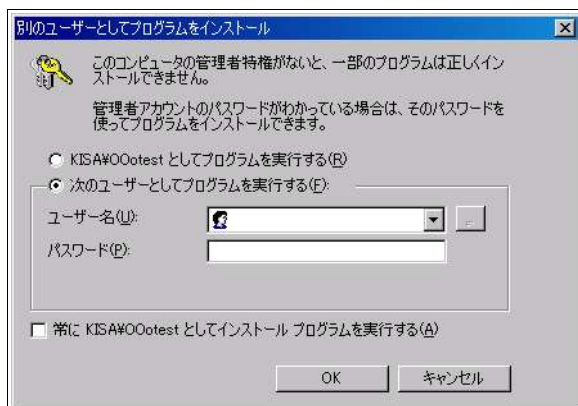 別のユーザーとしてプログラムをインストール
このコンピュータの管理者特権がないと、一部のプログラムは正しくイン
ストールできません。
管理者アカウントのパスワードがわかっている場合は、そのパスワードを
使ってプログラムをインストールできます。
KISA¥OOotest としてプログラムを実行する(R)
次のユーザーとしてプログラムを実行する(F):
ユーザー名(U):
パスワード(P):
常に KISA¥OOotest としてインストール プログラムを実行する(A)
OK キャンセル